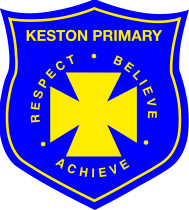 KESTON PRIMARY
RESPECT • BELIEVE • ACHIEVE •